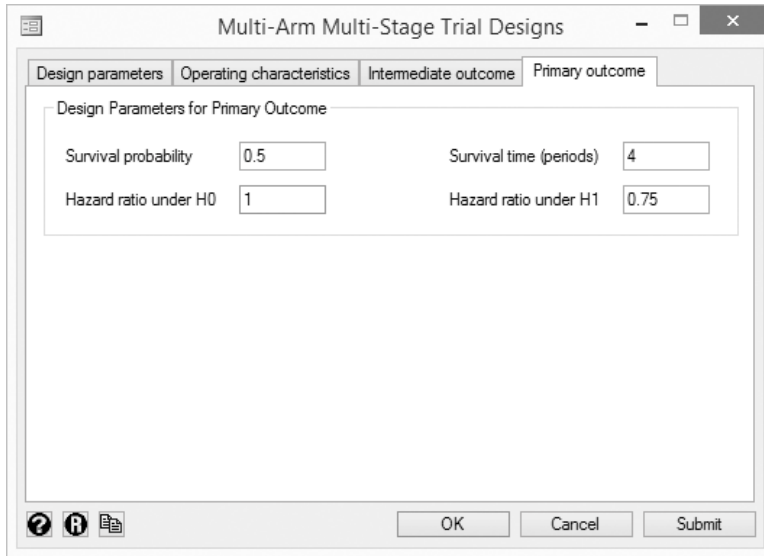 Multi-Arm Multi-Stage Trial Designs
Design parameters Operating characteristics Intermediate outcome Primary outcome
Design Parameters for Primary Outcome
Survival probability 0.5 Survival time (periods) 4
Hazard ratio under H0 1 Hazard ratio under H1 0.75
? R OK Cancel Submit